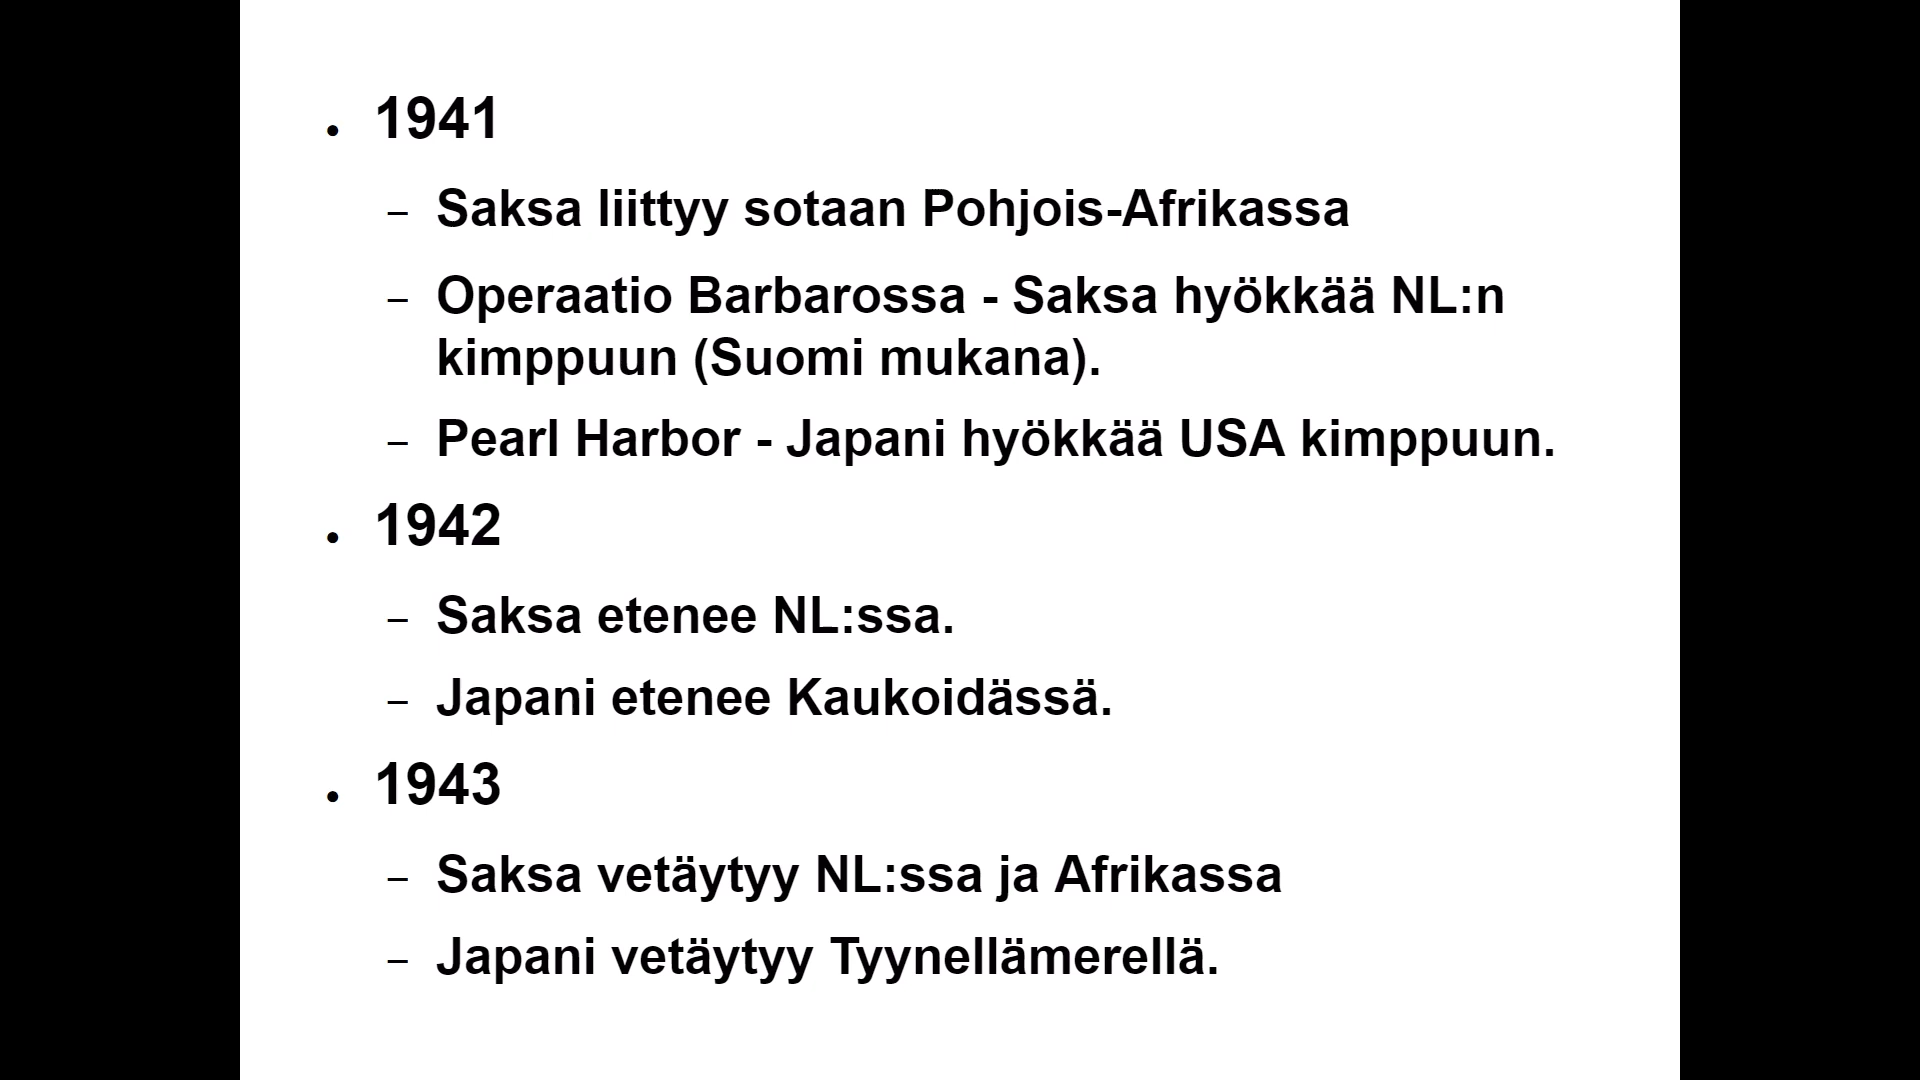 • 1941
– Saksa liittyy sotaan Pohjois-Afrikassa
– Operaatio Barbarossa - Saksa hyökkää NL:n
kimppuun (Suomi mukana).
– Pearl Harbor - Japani hyökkää USA kimppuun.
• 1942
– Saksa etenee NL:ssa.
– Japani etenee Kaukoidässä.
• 1943
– Saksa vetäytyy NL:ssa ja Afrikassa
– Japani vetäytyy Tyynellämerellä.